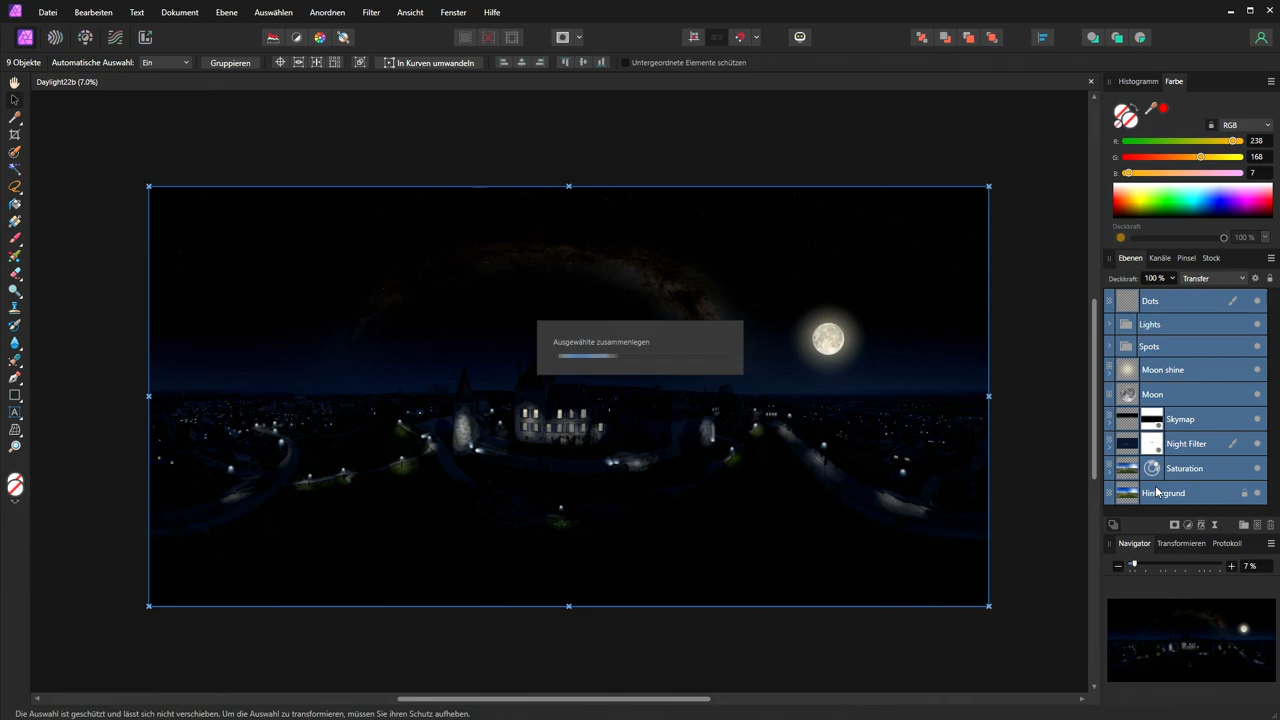 Datei Bearbeiten Text Dokument Ebene Auswählen Anordnen Filter Ansicht Fenster Hilfe
9 Objekte Automatische Auswahl: Ein Gruppieren In Kurven umwandeln Untergeordnete Elemente schützen
Daylight22b (7.0%)
Histogramm Farbe
RGB
R: 238
G: 168
B: 7
Deckkraft
100 %
Ebenen Kanäle Pinsel Stock
Deckkraft: 100 % Transfer
Dots
Lights
Spots
Moon shine
Moon
Skymap
Night Filter
Saturation
Ausgewählte zusammenlegen
Navigator Transformieren Protokoll
7 %
Die Auswahl ist geschützt und lässt sich nicht verschieben. Um die Auswahl zu transformieren, müssen Sie ihren Schutz aufheben.